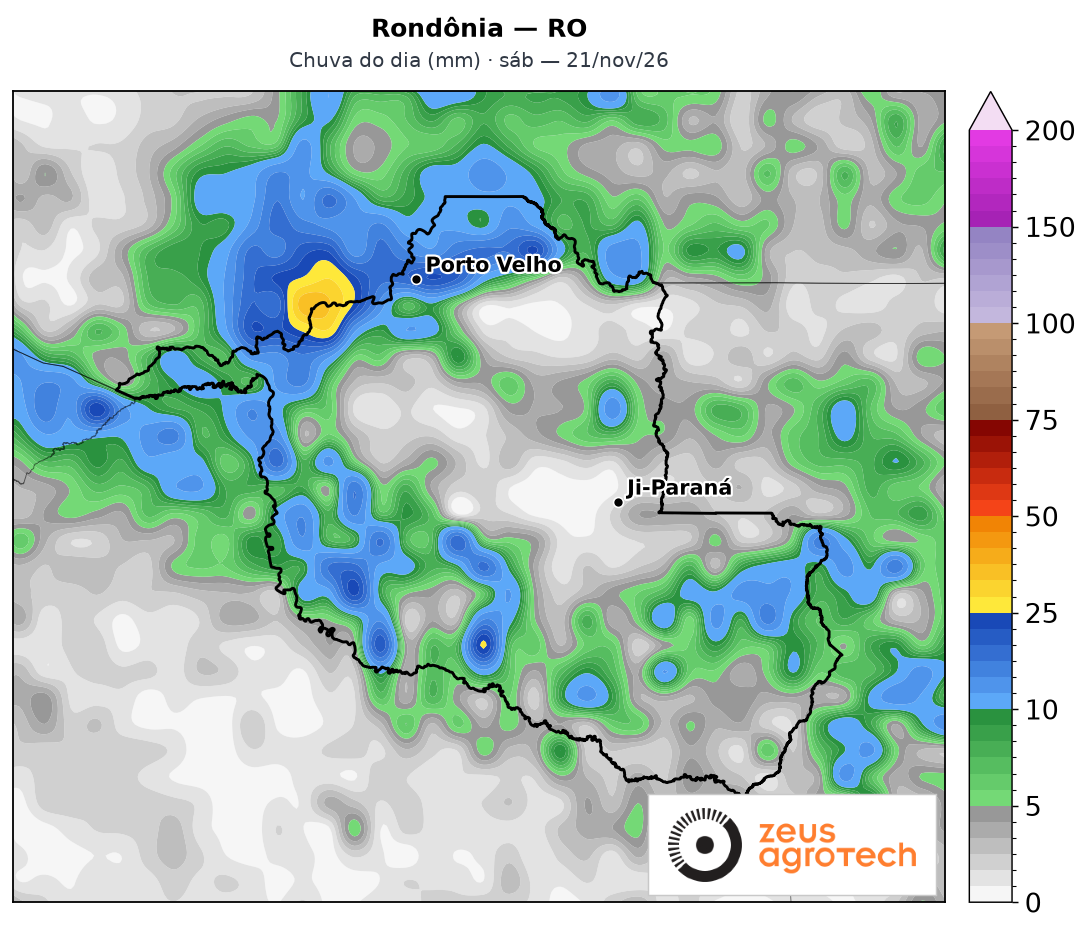 Rondônia — RO
Chuva do dia (mm) · sáb — 21/nov/26
Porto Velho
Ji-Paraná
200
150
100
75
50
25
10
5
0
zeus
agrotech